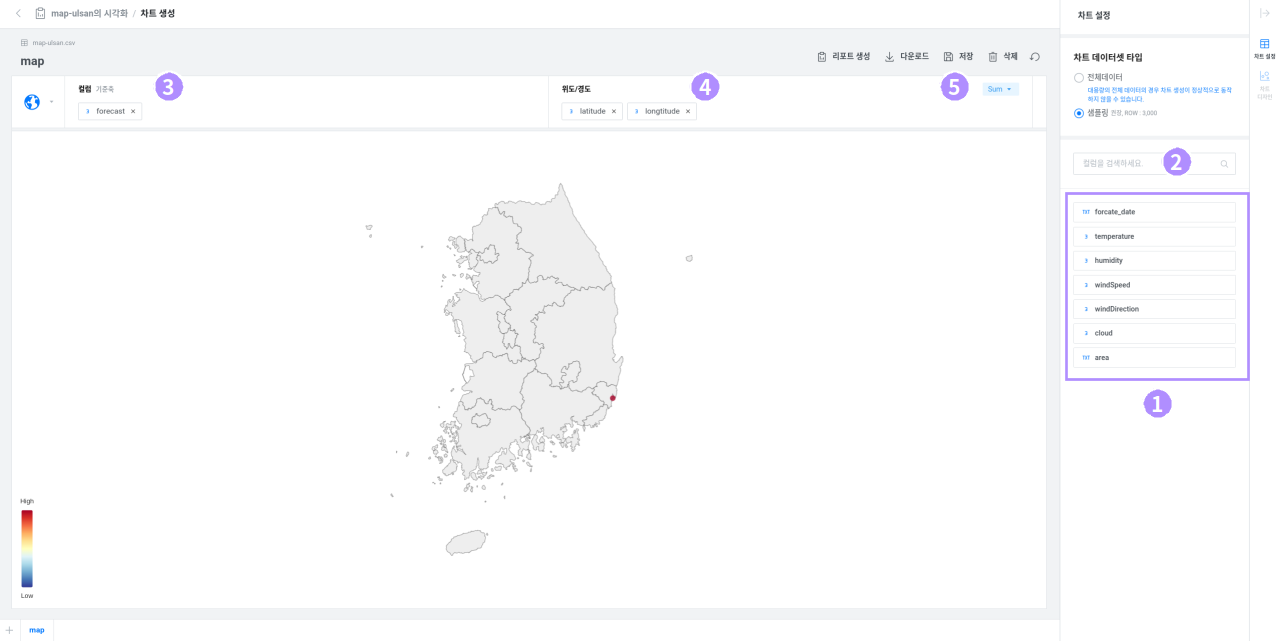 map-ulsan의 시각화 / 차트 생성
map-ulsan.csv
map
리포트 생성
다운로드
저장
삭제
컬럼 기준축
3
3 forecast ×
위도/경도
4
3 latitude ×
3 longtitude ×
5
Sum
High
Low
+
map
차트 설정
차트 데이터셋 타입
전체데이터
대용량의 전체 데이터의 경우 차트 생성이 정상적으로 동작
하지 않을 수 있습니다.
샘플링 권장, ROW : 3,000
컬럼을 검색하세요.
2
TXT forcate_date
3 temperature
3 humidity
3 windSpeed
3 windDirection
3 cloud
TXT area
1
차트 설정
차트
디자인